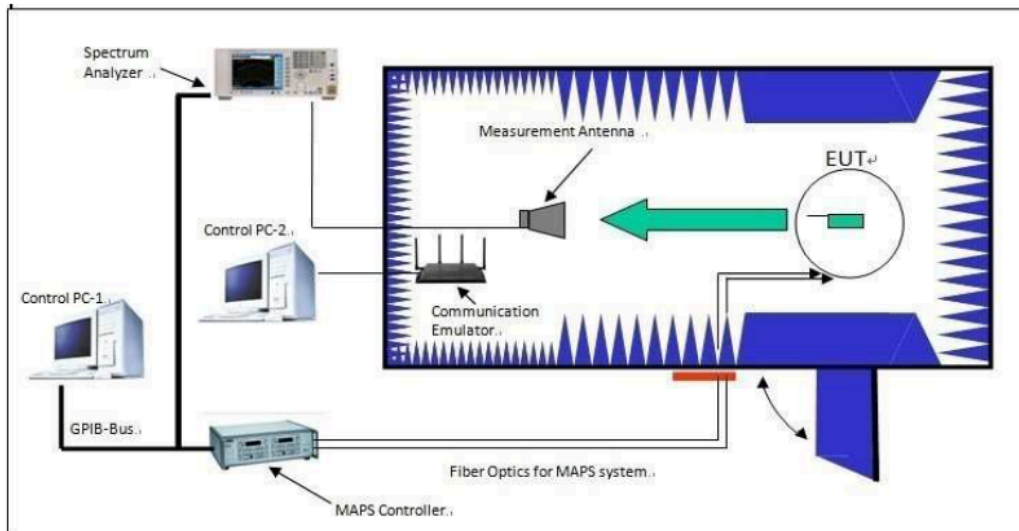 Spectrum
Analyzer
Measurement Antenna
EUT
Control PC-2
Control PC-1
Communication
Emulator
GPIB-Bus
Fiber Optics for MAPS system
MAPS Controller